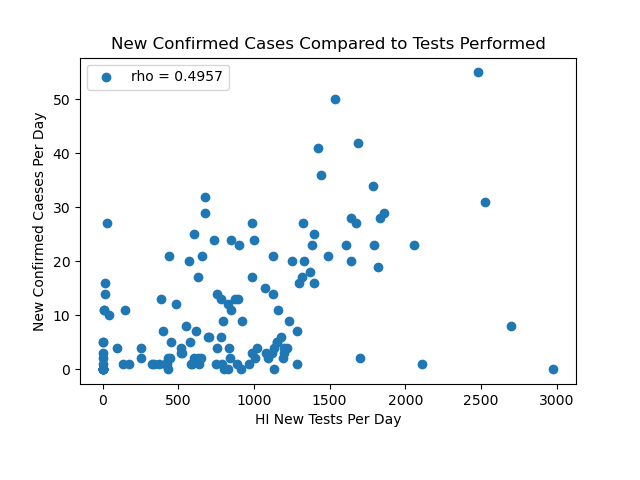 New Confirmed Cases Compared to Tests Performed
rho = 0.4957
New Confirmed Caeses Per Day
50
40
30
20
10
0
0 500 1000 1500 2000 2500 3000
HI New Tests Per Day